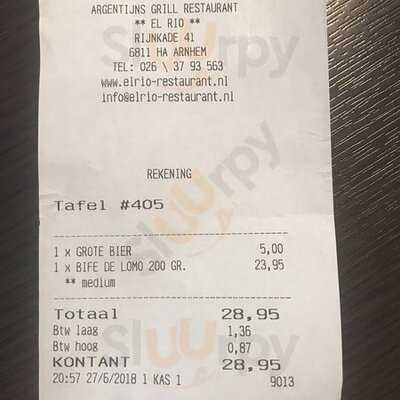 ARGENTIJNS GRILL RESTAURANT
** EL RIO **
RIJNKADE 41
6811 HA ARNHEM
TEL: 026 \ 37 93 563
www.elrio-restaurant.nl
info@elrio-restaurant.nl
REKENING
Tafel #405
1 x GROTE BIER 5,00
1 x BIFE DE LOMO 200 GR. 23,95
** medium
Totaal 28,95
Btw laag 1,36
Btw hoog 0,87
KONTANT 28,95
20:57 27/6/2018 1 KAS 1 9013
sluurpy
sluurpy
sluurpy